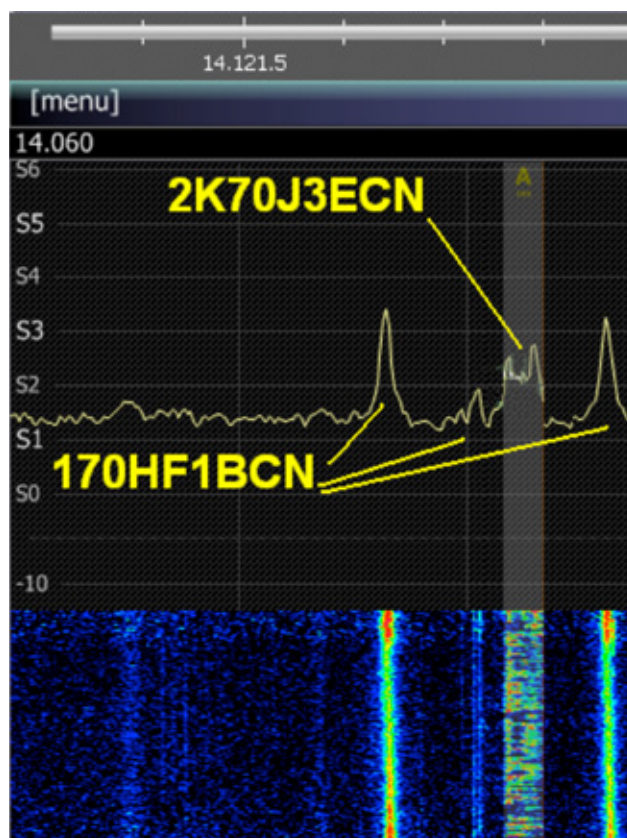 14.121.5
[menu]
14.060
S6
A
2K70J3ECN
S5
S4
S3
S2
S1
170HF1BCN
S0
-10